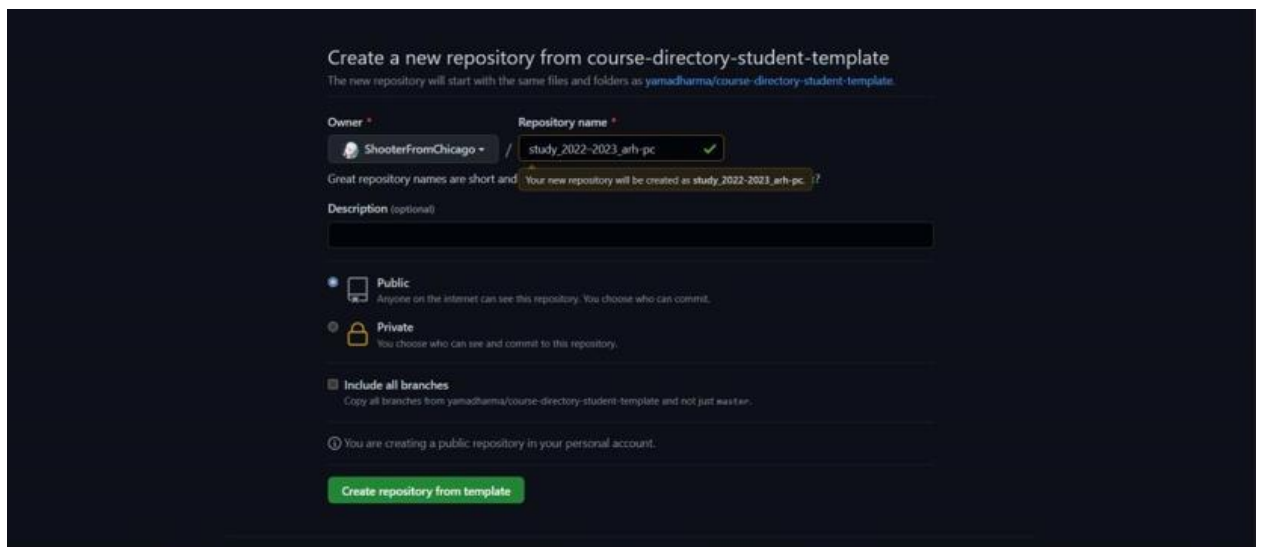 Create a new repository from course-directory-student-template
The new repository will start with the same files and folders as yamadharma/course-directory-student-template.
Owner *
Repository name *
ShooterFromChicago
/
study_2022-2023_arh-pc
Great repository names are short and
Your new repository will be created as study_2022-2023_arh-pc.
?
Description (optional)
Public
Anyone on the internet can see this repository. You choose who can commit.
Private
You choose who can see and commit to this repository.
Include all branches
Copy all branches from yamadharma/course-directory-student-template and not just master.
You are creating a public repository in your personal account.
Create repository from template